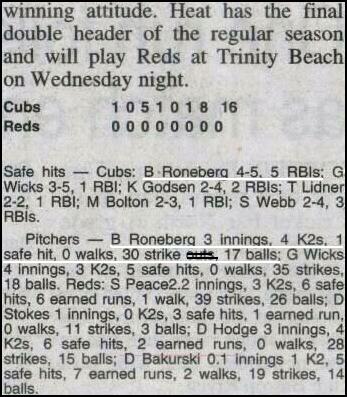 winning attitude. Heat has the final
double header of the regular season
and will play Reds at Trinity Beach
on Wednesday night.
Cubs 1 0 5 1 0 1 8 16
Reds 0 0 0 0 0 0 0 0
Safe hits — Cubs: B Roneberg 4-5, 5 RBIs; G
Wicks 3-5, 1 RBI; K Godsen 2-4, 2 RBIs; T Lidner
2-2, 1 RBI; M Bolton 2-3, 1 RBI; S Webb 2-4, 3
RBIs.
Pitchers — B Roneberg 3 innings, 4 K2s, 1
safe hit, 0 walks, 30 strike outs, 17 balls; G Wicks
4 innings, 3 K2s, 5 safe hits, 0 walks, 35 strikes,
18 balls. Reds: S Peace2.2 innings, 3 K2s, 6 safe
hits, 6 earned runs, 1 walk, 39 strikes, 26 balls; D
Stokes 1 innings, 0 K2s, 3 safe hits, 1 earned run,
0 walks, 11 strikes, 3 balls; D Hodge 3 innings, 4
K2s, 6 safe hits, 2 earned runs, 0 walks, 28
strikes, 15 balls; D Bakurski 0.1 innings 1 K2, 5
safe hits, 7 earned runs, 2 walks, 19 strikes, 14
balls.